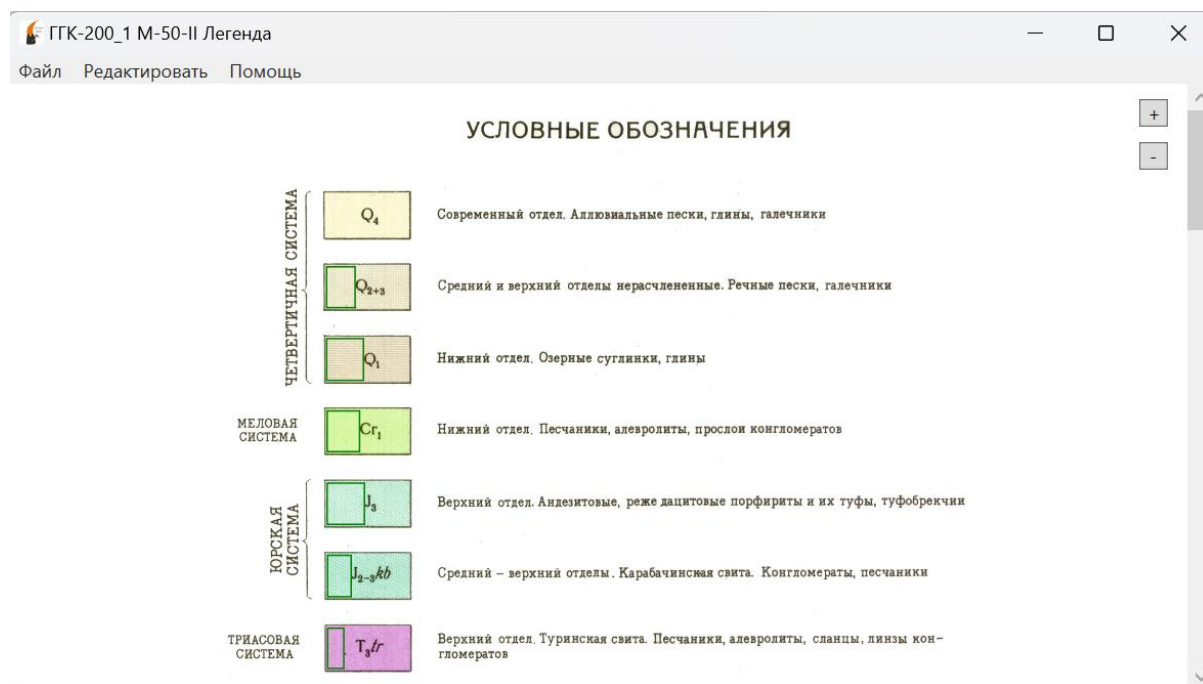 ГГК-200_1 М-50-II Легенда
Файл Редактировать Помощь
УСЛОВНЫЕ ОБОЗНАЧЕНИЯ
+
-
ЧЕТВЕРТИЧНАЯ СИСТЕМА
Q₄ Современный отдел. Аллювиальные пески, глины, галечники
Q₂₊₃ Средний и верхний отделы нерасчлененные. Речные пески, галечники
Q₁ Нижний отдел. Озерные суглинки, глины
МЕЛОВАЯ
СИСТЕМА
Cr₁ Нижний отдел. Песчаники, алевролиты, прослои конгломератов
ЮРСКАЯ
СИСТЕМА
J₃ Верхний отдел. Андезитовые, реже дацитовые порфириты и их туфы, туфобрекчии
J₂₋₃kb Средний – верхний отделы. Карабачинская свита. Конгломераты, песчаники
ТРИАСОВАЯ
СИСТЕМА
T₃tr Верхний отдел. Туринская свита. Песчаники, алевролиты, сланцы, линзы кон-
гломератов